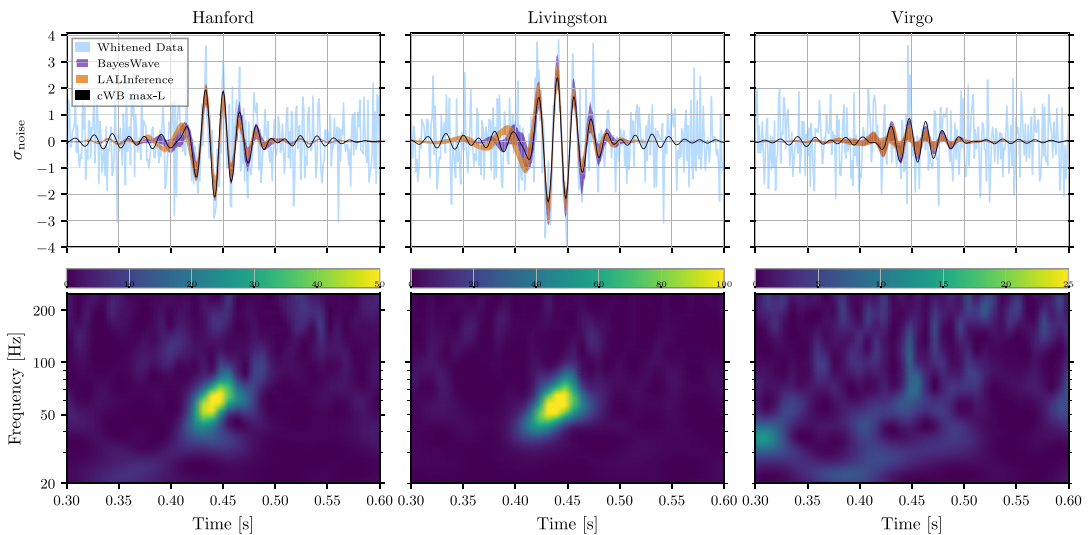 Hanford Livingston Virgo
Whitened Data
BayesWave
LALInference
cWB max-L
σnoise
4
3
2
1
0
−1
−2
−3
−4
0 10 20 30 40 50
0 20 40 60 80 100
0 5 10 15 20 25
Frequency [Hz]
200
100
50
20
0.30 0.35 0.40 0.45 0.50 0.55 0.60
0.30 0.35 0.40 0.45 0.50 0.55 0.60
0.30 0.35 0.40 0.45 0.50 0.55 0.60
Time [s] Time [s] Time [s]